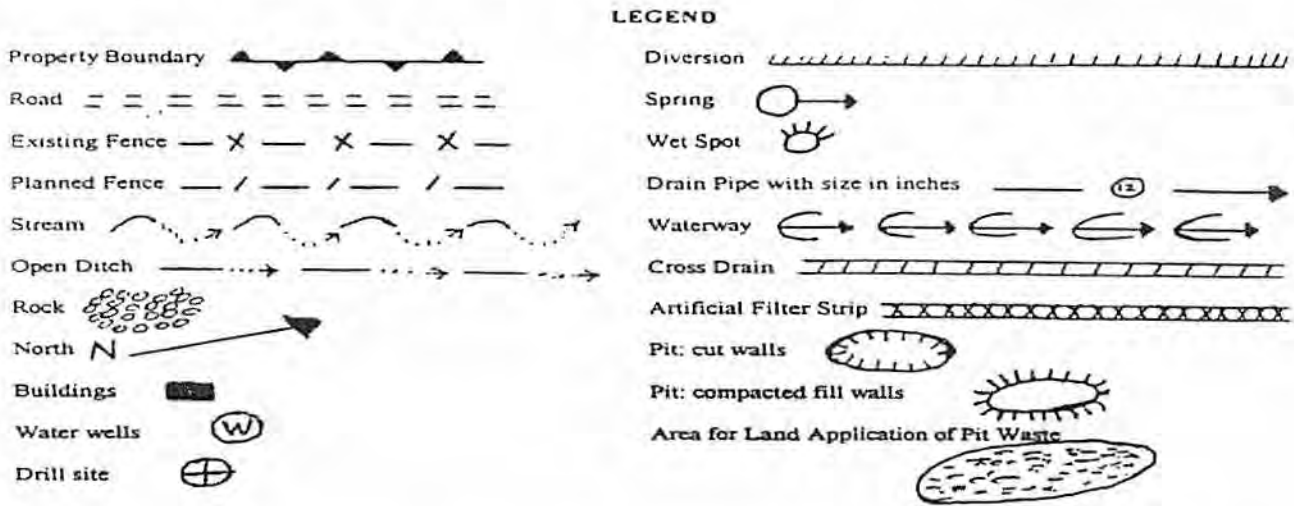 LEGEND
Property Boundary
Road
Existing Fence
Planned Fence
Stream
Open Ditch
Rock
North N
Buildings
Water wells W
Drill site
Diversion
Spring
Wet Spot
Drain Pipe with size in inches 12
Waterway
Cross Drain
Artificial Filter Strip
Pit: cut walls
Pit: compacted fill walls
Area for Land Application of Pit Waste